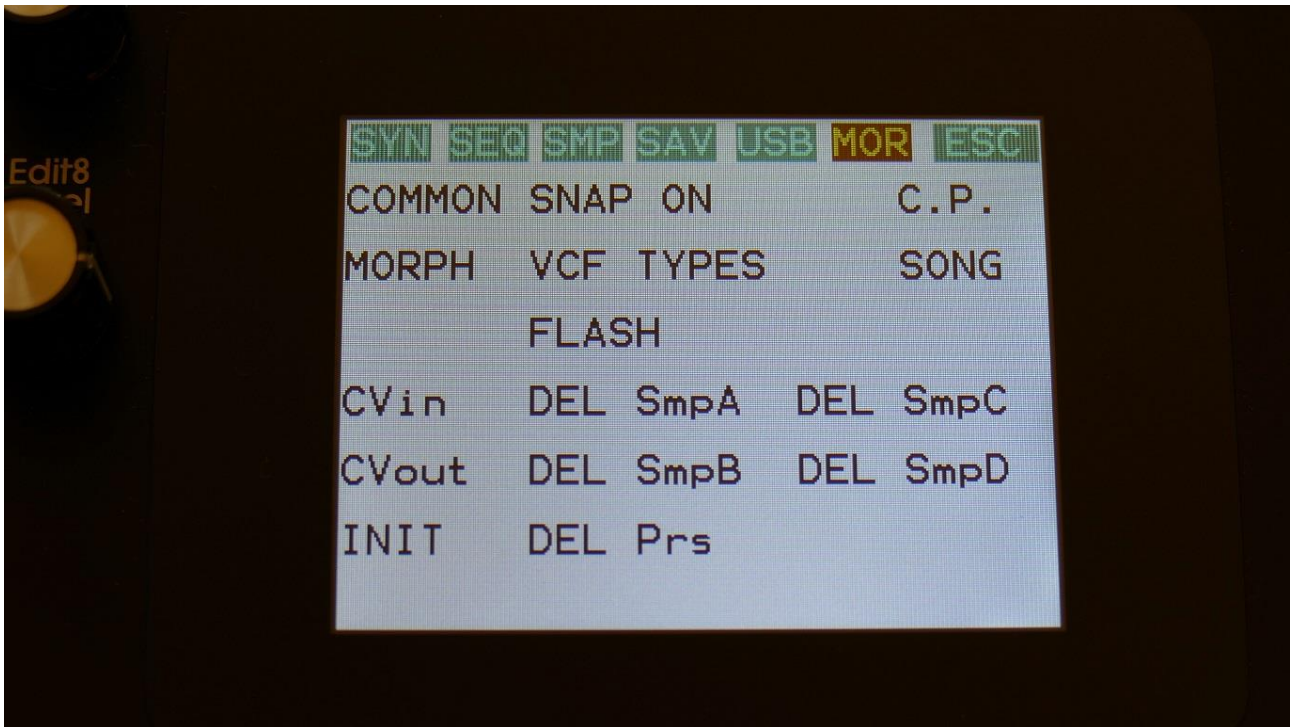 SYN SEQ SMP SAV USB MOR ESC
Edit8
COMMON SNAP ON C.P.
MORPH VCF TYPES SONG
FLASH
CVin DEL SmpA DEL SmpC
CVout DEL SmpB DEL SmpD
INIT DEL Prs